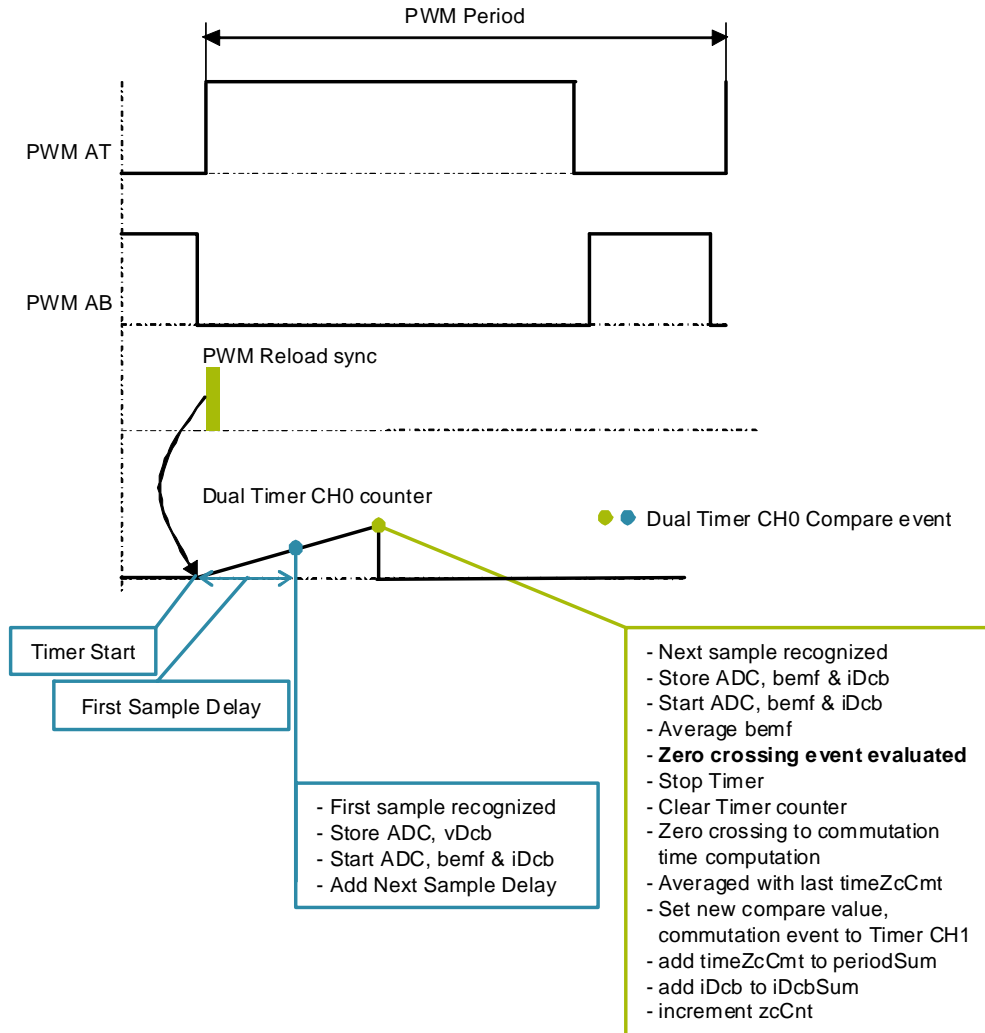 PWM Period
PWM AT
PWM AB
PWM Reload sync
Dual Timer CH0 counter
Dual Timer CH0 Compare event
Timer Start
First Sample Delay
- First sample recognized
- Store ADC, vDcb
- Start ADC, bemf & iDcb
- Add Next Sample Delay
- Next sample recognized
- Store ADC, bemf & iDcb
- Start ADC, bemf & iDcb
- Average bemf
- Zero crossing event evaluated
- Stop Timer
- Clear Timer counter
- Zero crossing to commutation
time computation
- Averaged with last timeZcCmt
- Set new compare value,
commutation event to Timer CH1
- add timeZcCmt to periodSum
- add iDcb to iDcbSum
- increment zcCnt